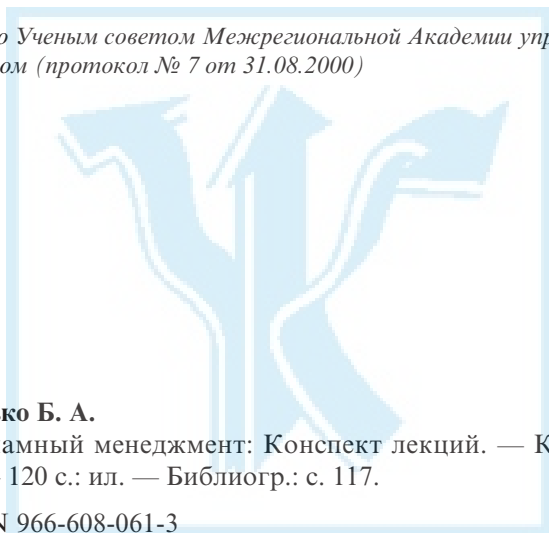 о Ученым советом Межрегиональной Академии упр
ом (протокол № 7 от 31.08.2000)
ко Б. А.
амный менеджмент: Конспект лекций. — К
120 с.: ил. — Библиогр.: с. 117.
N 966-608-061-3